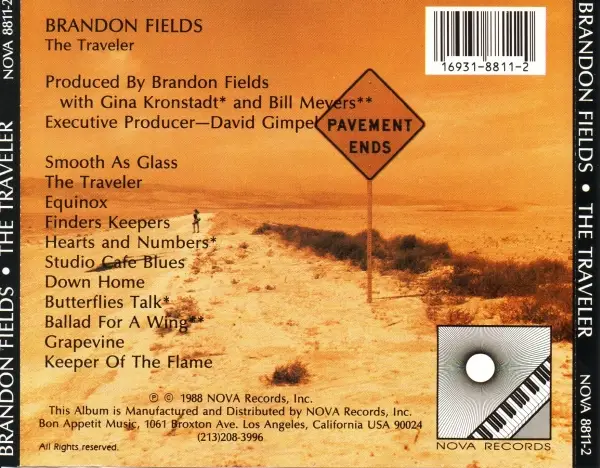 BRANDON FIELDS
The Traveler
Produced By Brandon Fields
with Gina Kronstadt* and Bill Meyers**
Executive Producer—David Gimpel
Smooth As Glass
The Traveler
Equinox
Finders Keepers
Hearts and Numbers*
Studio Cafe Blues
Down Home
Butterflies Talk*
Ballad For A Wing**
Grapevine
Keeper Of The Flame
PAVEMENT
ENDS
16931-8811-2
℗ © 1988 NOVA Records, Inc.
This Album is Manufactured and Distributed by NOVA Records, Inc.
Bon Appetit Music, 1061 Broxton Ave. Los Angeles, California USA 90024
(213)208-3996
All Rights reserved.
NOVA RECORDS
BRANDON FIELDS • THE TRAVELER NOVA 8811-2
BRANDON FIELDS • THE TRAVELER NOVA 8811-2